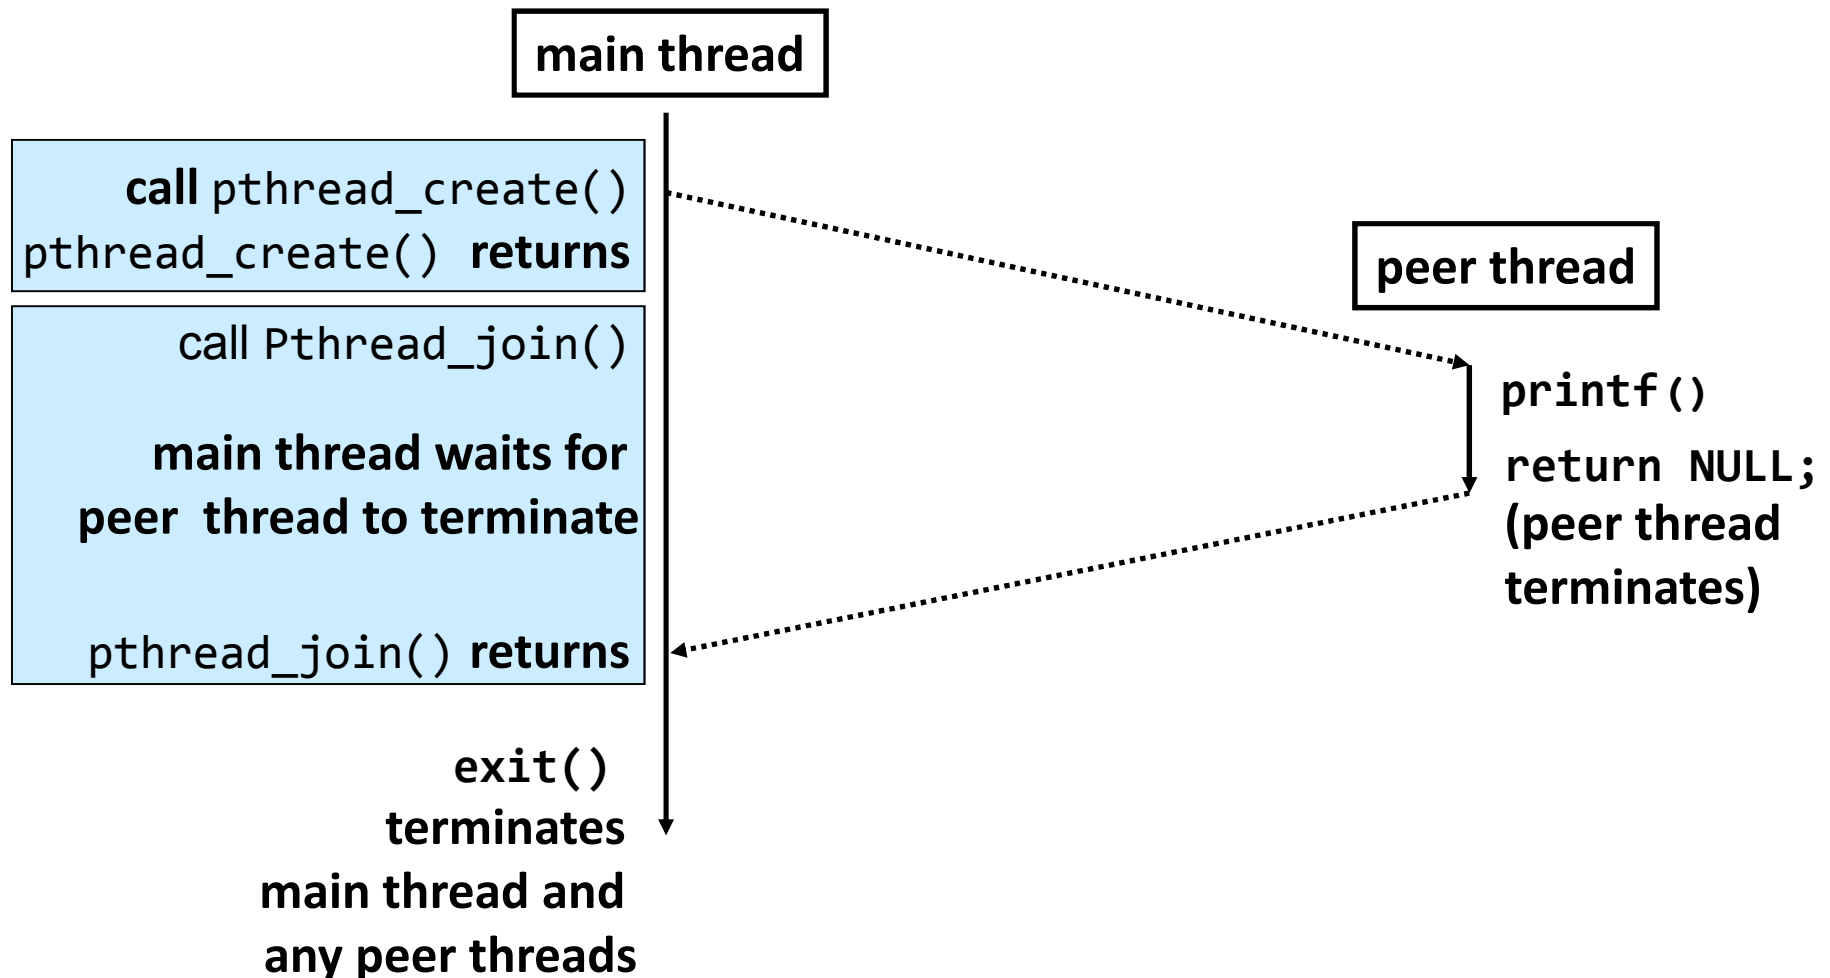 main thread
call pthread_create()
pthread_create() returns
call Pthread_join()
main thread waits for
peer thread to terminate
pthread_join() returns
exit()
terminates
main thread and
any peer threads
peer thread
printf()
return NULL;
(peer thread
terminates)